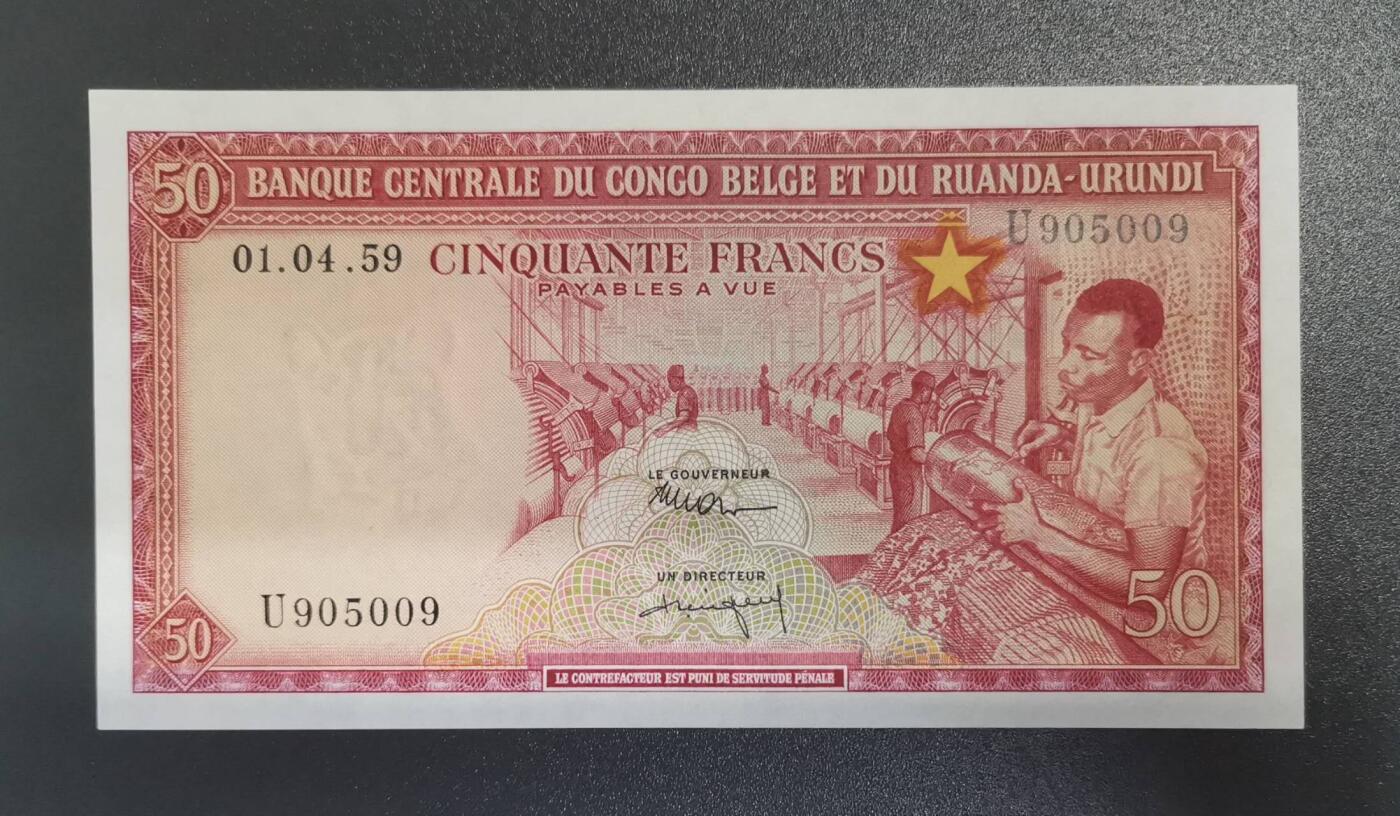 50 BANQUE CENTRALE DU CONGO BELGE ET DU RUANDA-URUNDI
U905009
01.04.59 CINQUANTE FRANCS
PAYABLES A VUE
LE GOUVERNEUR
UN DIRECTEUR
U905009
50
50
LE CONTREFACTEUR EST PUNI DE SERVITUDE PÉNALE